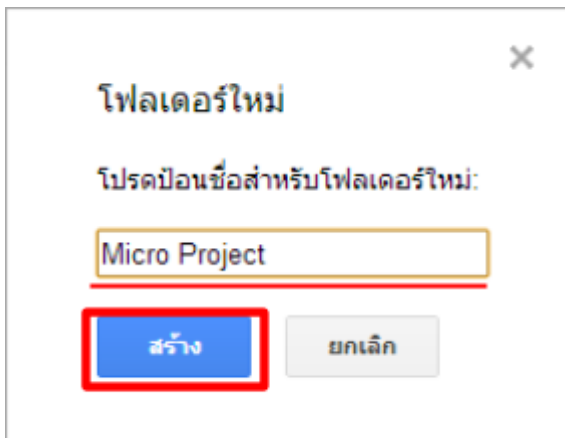 โฟลเดอร์ใหม่
โปรดป้อนชื่อสำหรับโฟลเดอร์ใหม่:
Micro Project
สร้าง ยกเลิก